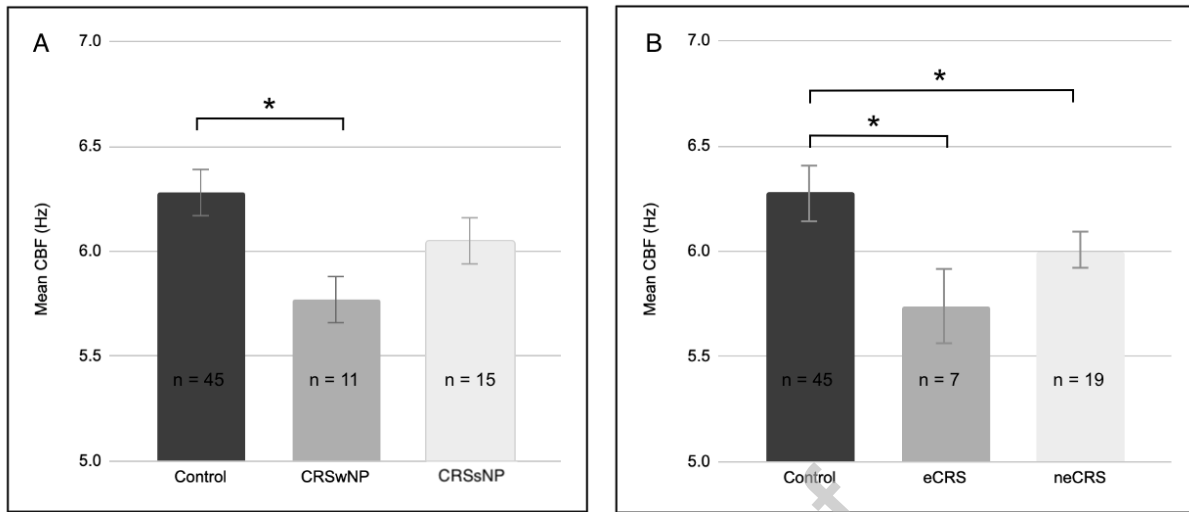 A
7.0
*
6.5
6.0
5.5
5.0
Mean CBF (Hz)
n = 45
n = 11
n = 15
Control
CRSwNP
CRSsNP
B
7.0
*
*
6.5
6.0
5.5
5.0
Mean CBF (Hz)
n = 45
n = 7
n = 19
Control
eCRS
neCRS
f